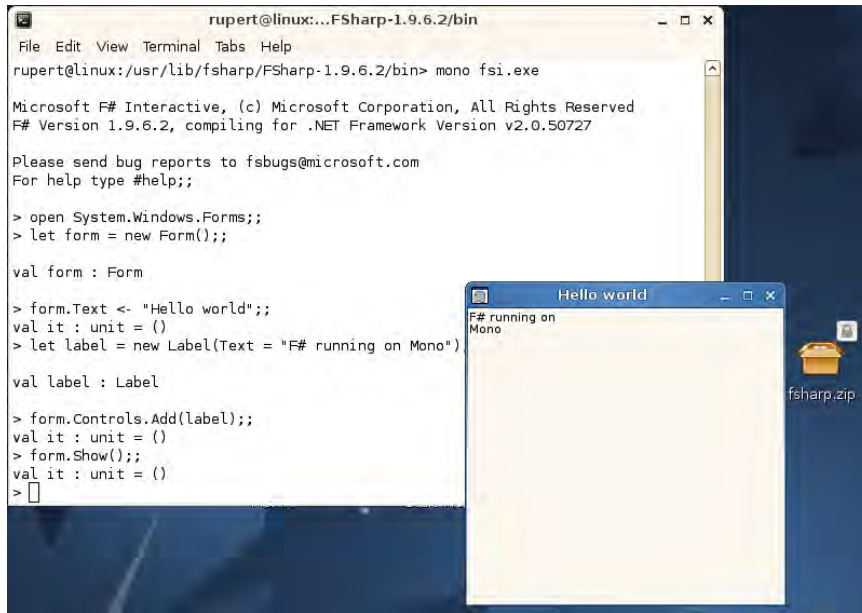 rupert@linux:...FSharp-1.9.6.2/bin
File Edit View Terminal Tabs Help
rupert@linux:/usr/lib/fsharp/FSharp-1.9.6.2/bin> mono fsi.exe
Microsoft F# Interactive, (c) Microsoft Corporation, All Rights Reserved
F# Version 1.9.6.2, compiling for .NET Framework Version v2.0.50727
Please send bug reports to fsbugs@microsoft.com
For help type #help;;
> open System.Windows.Forms;;
> let form = new Form();;
val form : Form
> form.Text <- "Hello world";;
val it : unit = ()
> let label = new Label(Text = "F# running on Mono")
val label : Label
> form.Controls.Add(label);;
val it : unit = ()
> form.Show();;
val it : unit = ()
>
Hello world
F# running on
Mono
fsharp.zip